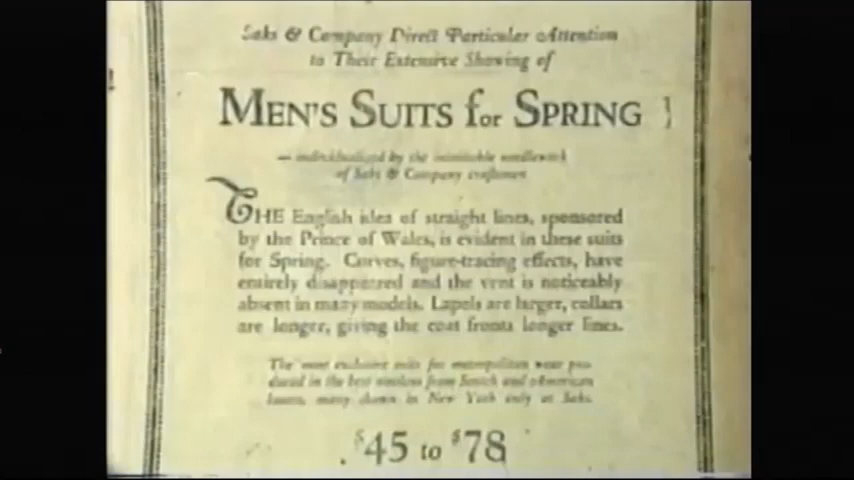 Saks & Company Direct Particular Attention
to Their Extensive Showing of
MEN'S SUITS for SPRING }
— individualized by the inimitable needlework
of Saks & Company craftsmen
THE English idea of straight lines, sponsored
by the Prince of Wales, is evident in these suits
for Spring. Curves, figure-tracing effects, have
entirely disappeared and the vent is noticeably
absent in many models. Lapels are larger, collars
are longer, giving the coat fronts longer lines.
The most exclusive suits for metropolitan wear pro-
duced in the best woolens from Scotch and American
looms, many shown in New York only at Saks.
$45 to $78